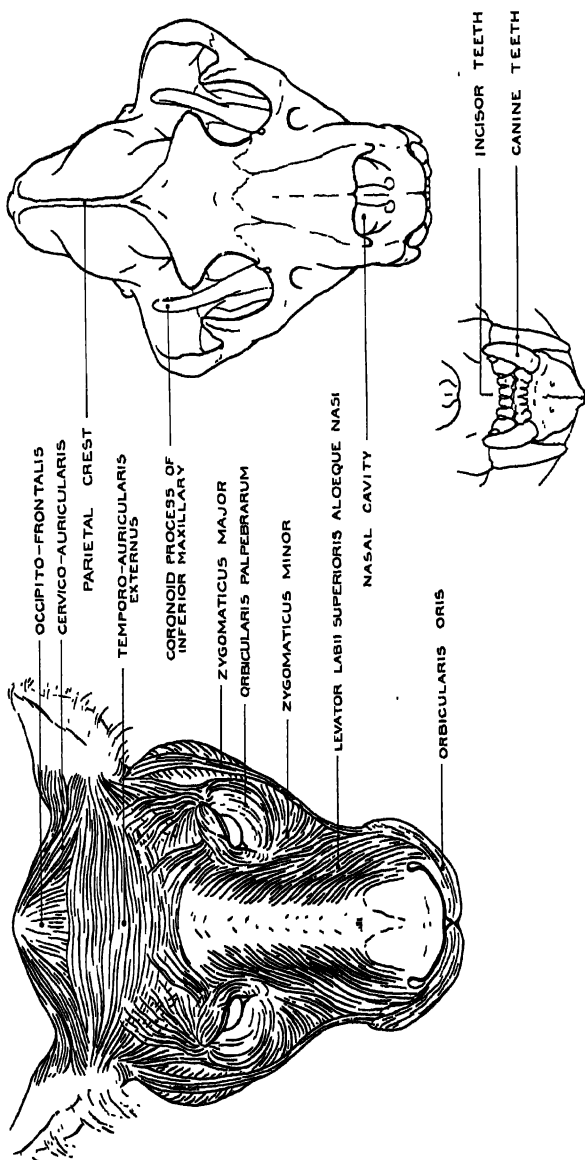 OCCIPITO-FRONTALIS
CERVICO-AURICULARIS
PARIETAL CREST
TEMPORO-AURICULARIS
EXTERNUS
CORONOID PROCESS OF
INFERIOR MAXILLARY
ZYGOMATICUS MAJOR
ORBICULARIS PALPEBRARUM
ZYGOMATICUS MINOR
LEVATOR LABII SUPERIORIS ALOEQUE NASI
NASAL CAVITY
ORBICULARIS ORIS
INCISOR TEETH
CANINE TEETH